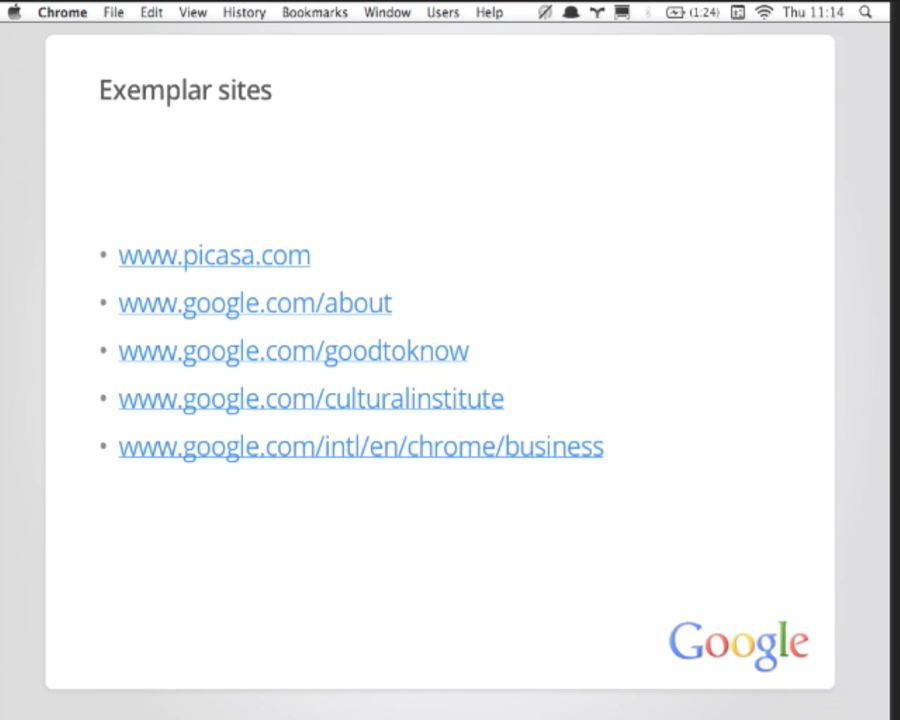 Chrome File Edit View History Bookmarks Window Users Help (1:24) Thu 11:14
Exemplar sites
• www.picasa.com
• www.google.com/about
• www.google.com/goodtoknow
• www.google.com/culturalinstitute
• www.google.com/intl/en/chrome/business
Google